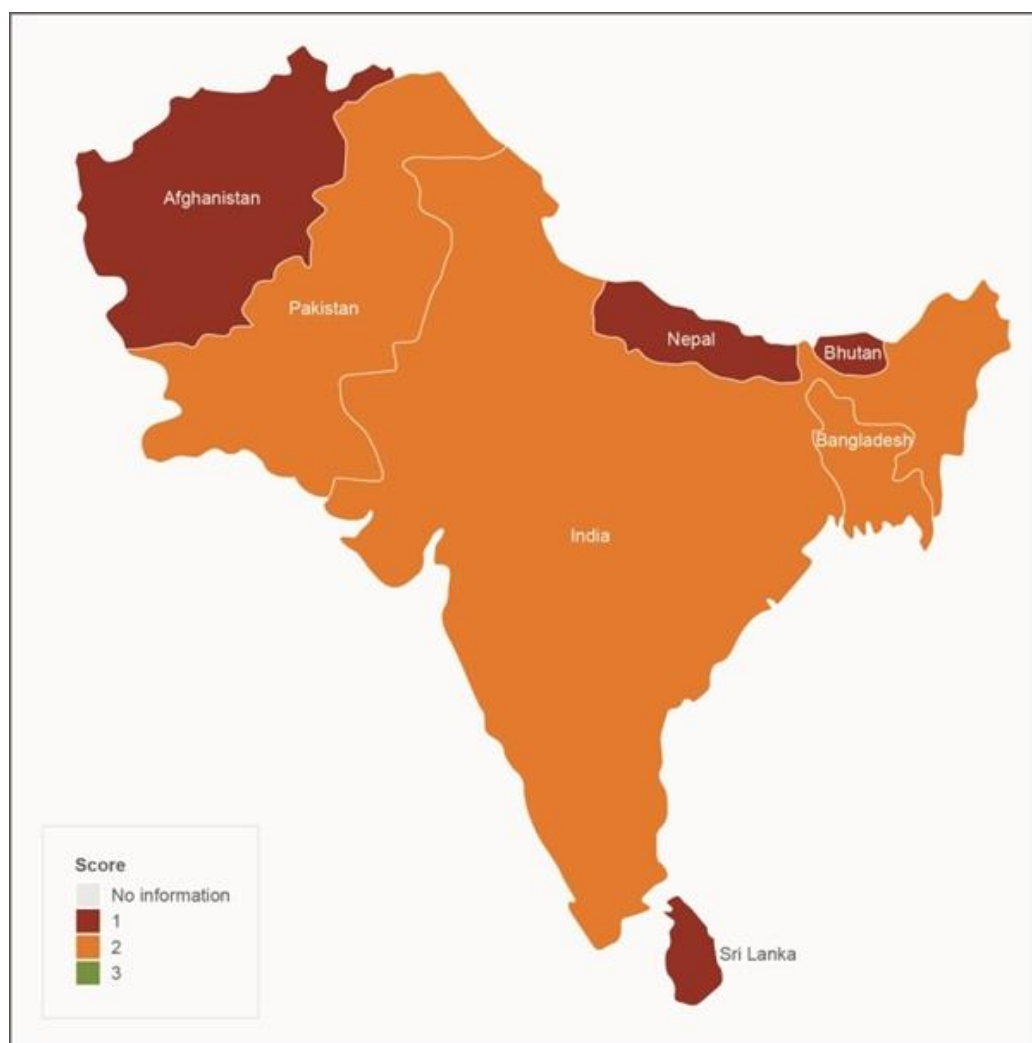 Afghanistan
Pakistan
Nepal
Bhutan
Bangladesh
India
Sri Lanka
Score
No information
1
2
3